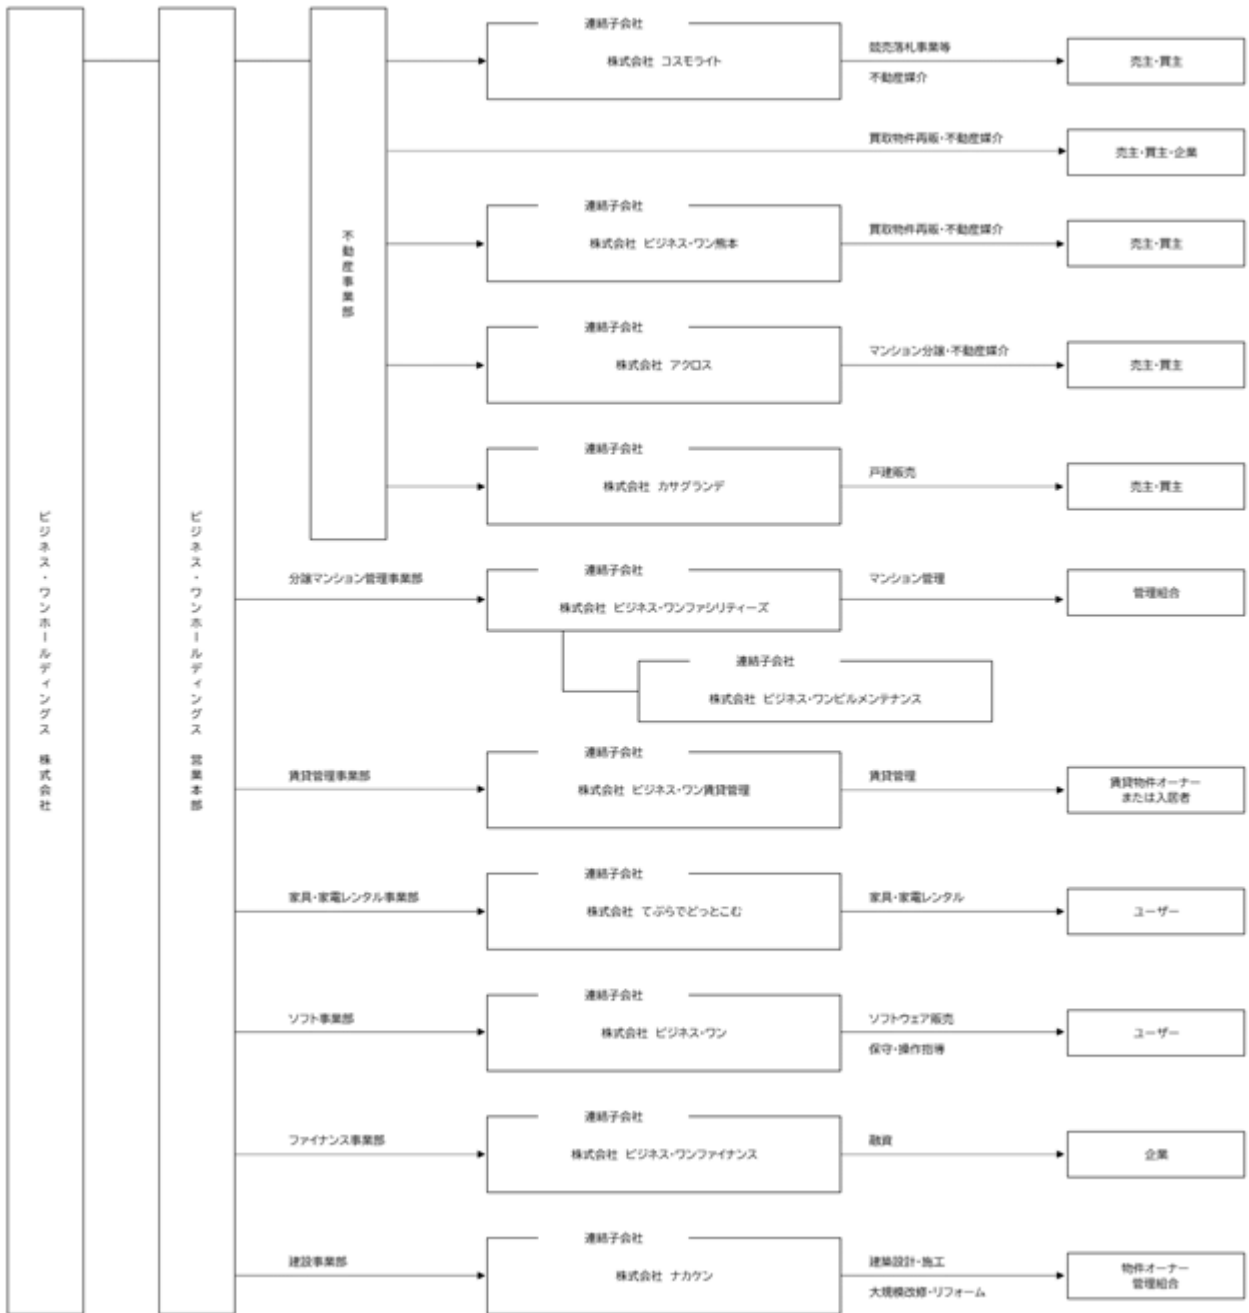 ビジネス・ワンホールディングス 株式会社
ビジネス・ワンホールディングス 営業本部
不動産事業部
連結子会社
株式会社 コスモライト
競売落札事業等
不動産媒介
売主・買主
買取物件再販・不動産媒介
売主・買主・企業
連結子会社
株式会社 ビジネス・ワン熊本
買取物件再販・不動産媒介
売主・買主
連結子会社
株式会社 アクロス
マンション分譲・不動産媒介
売主・買主
連結子会社
株式会社 カサグランデ
戸建販売
売主・買主
分譲マンション管理事業部
連結子会社
株式会社 ビジネス・ワンファシリティーズ
マンション管理
管理組合
連結子会社
株式会社 ビジネス・ワンビルメンテナンス
賃貸管理事業部
連結子会社
株式会社 ビジネス・ワン賃貸管理
賃貸管理
賃貸物件オーナー
または入居者
家具・家電レンタル事業部
連結子会社
株式会社 てぶらでどっとこむ
家具・家電レンタル
ユーザー
ソフト事業部
連結子会社
株式会社 ビジネス・ワン
ソフトウェア販売
保守・操作指導
ユーザー
ファイナンス事業部
連結子会社
株式会社 ビジネス・ワンファイナンス
融資
企業
建設事業部
連結子会社
株式会社 ナカケン
建築設計・施工
大規模改修・リフォーム
物件オーナー
管理組合